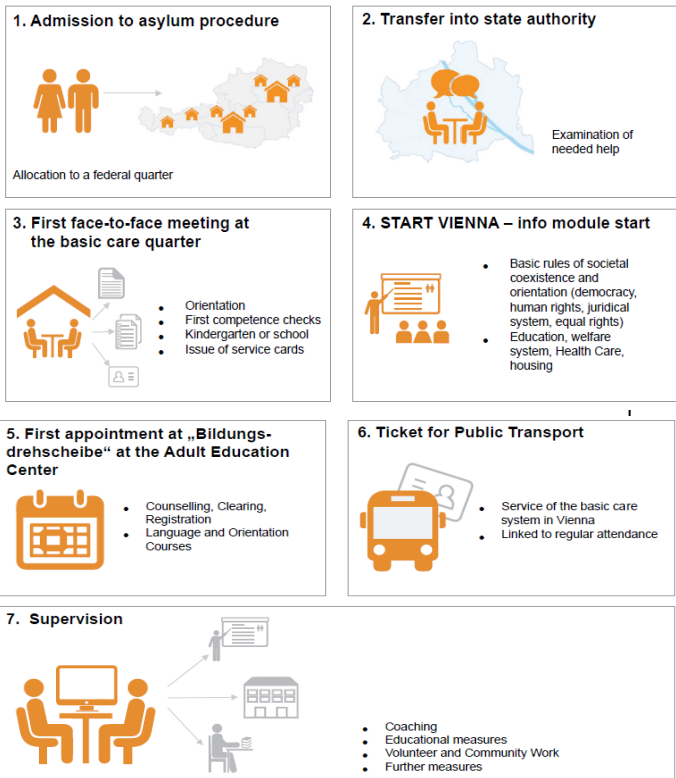 1. Admission to asylum procedure
Allocation to a federal quarter
2. Transfer into state authority
Examination of
needed help
3. First face-to-face meeting at
the basic care quarter
• Orientation
• First competence checks
• Kindergarten or school
• Issue of service cards
4. START VIENNA – info module start
• Basic rules of societal
coexistence and
orientation (democracy,
human rights, juridical
system, equal rights)
• Education, welfare
system, Health Care,
housing
5. First appointment at „Bildungs-
drehscheibe“ at the Adult Education
Center
• Counselling, Clearing,
Registration
• Language and Orientation
Courses
6. Ticket for Public Transport
• Service of the basic care
system in Vienna
• Linked to regular attendance
7. Supervision
• Coaching
• Educational measures
• Volunteer and Community Work
• Further measures